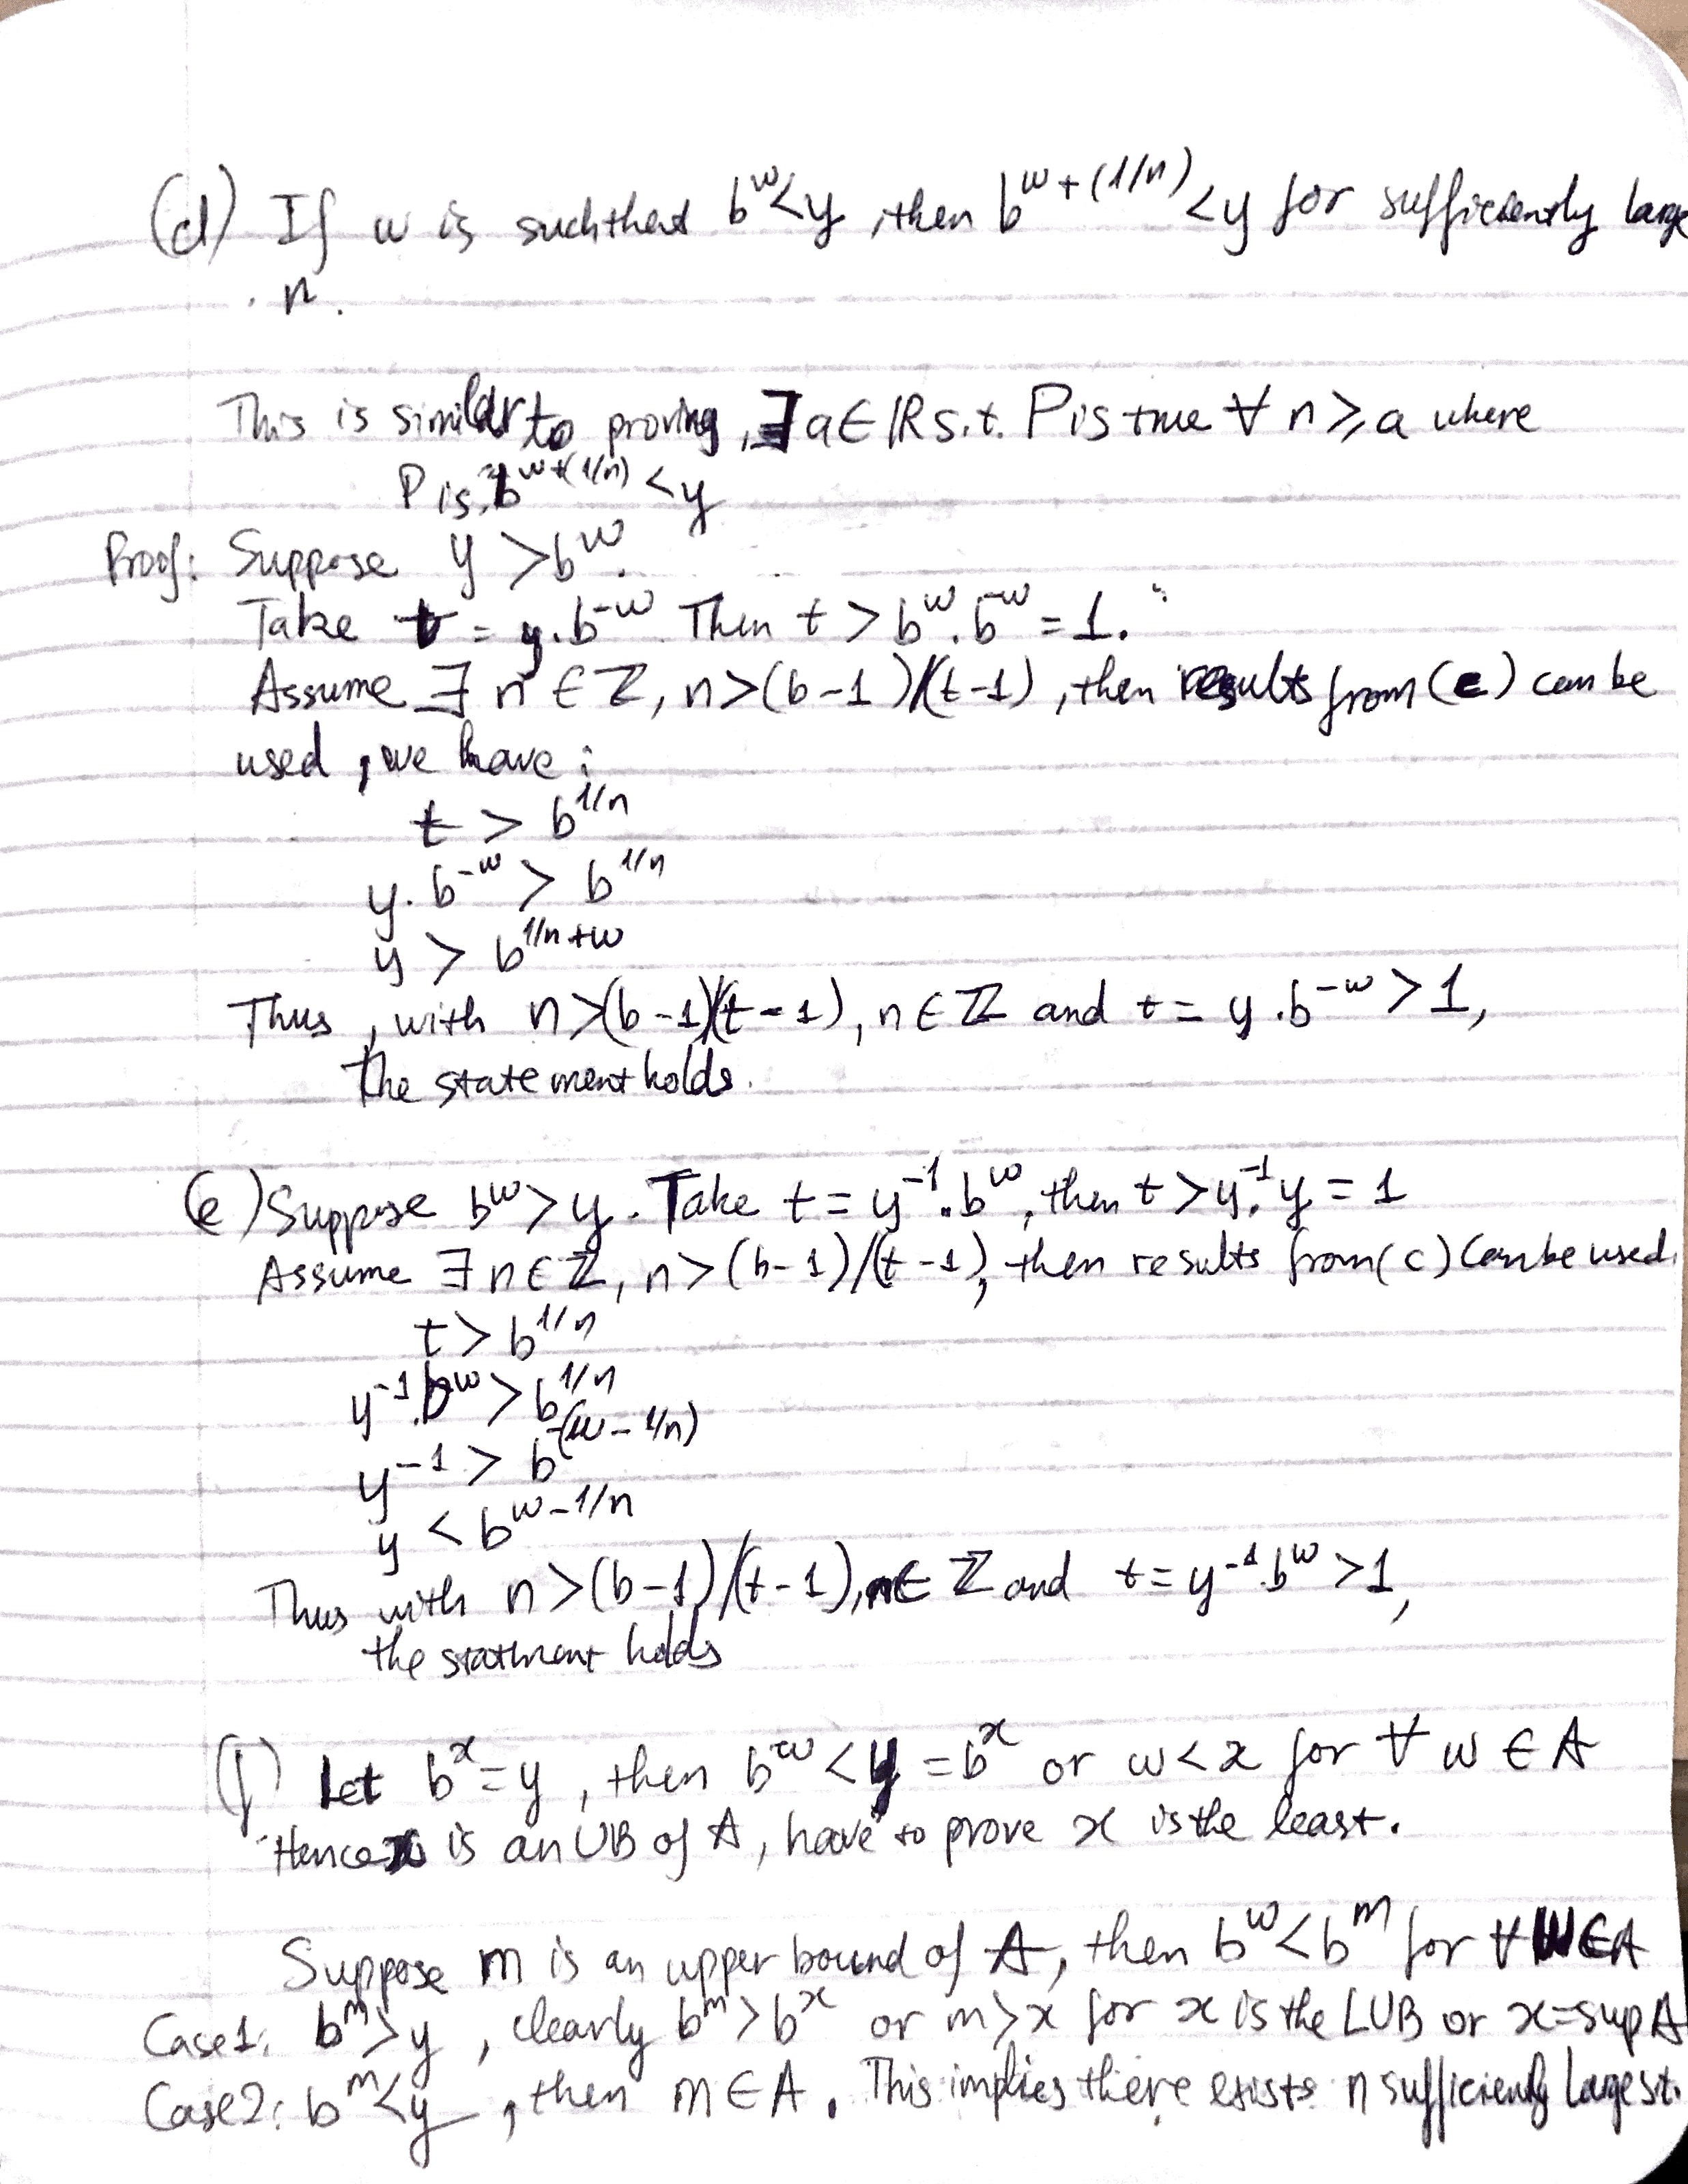 (d) If w is such that b^w < y, then b^{w+(1/n)} < y for sufficiently large
n.
This is similar to proving, ∃ a ∈ ℝ s.t. P is true ∀ n ≥ a where
P is: b^{w+(1/n)} < y
Proof: Suppose y > b^w.
Take t = y.b^{-w}. Then t > b^w.b^{-w} = 1.
Assume ∃ n ∈ ℤ, n > (b-1)/(t-1), then results from (c) can be
used, we have:
t > b^{1/n}
y.b^{-w} > b^{1/n}
y > b^{1/n+w}
Thus, with n > (b-1)/(t-1), n ∈ ℤ and t = y.b^{-w} > 1,
the statement holds.
(e) Suppose b^w > y. Take t = y^{-1}.b^w, then t > y^{-1}.y = 1
Assume ∃ n ∈ ℤ, n > (b-1)/(t-1), then results from (c) can be used.
t > b^{1/n}
y^{-1}.b^w > b^{1/n}
y^{-1} > b^{-(w-1/n)}
y < b^{w-1/n}
Thus with n > (b-1)/(t-1), n ∈ ℤ and t = y^{-1}.b^w > 1,
the statment holds
(f) Let b^x = y, then b^w < y = b^x or w < x for ∀ w ∈ A
Hence x is an UB of A, have to prove x is the least.
Suppose m is an upper bound of A, then b^w < b^m for ∀ w ∈ A
Case1: b^m > y, clearly b^m > b^x or m > x for x is the LUB or x = sup A
Case2: b^m < y, then m ∈ A. This implies there exists n sufficiently large s.t.